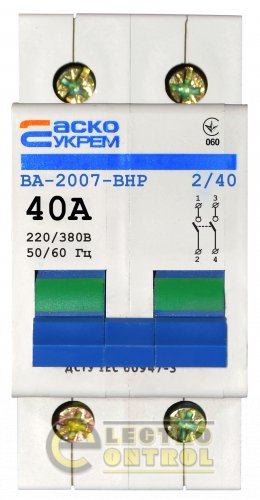 аско
УКРЕМ
060
ВА-2007-ВНР 2/40
40А
1 3
220/380В
50/60 Гц
2 4
ДСТУ IEC 60947-3
ELECTRO
CONTROL